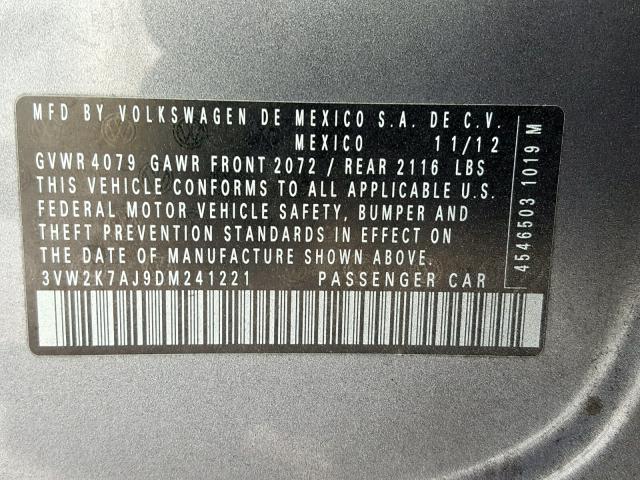 MFD BY VOLKSWAGEN DE MEXICO S.A. DE C.V.
MEXICO 11/12
GVWR4079 GAWR FRONT 2072 / REAR 2116 LBS
THIS VEHICLE CONFORMS TO ALL APPLICABLE U.S.
FEDERAL MOTOR VEHICLE SAFETY, BUMPER AND
THEFT PREVENTION STANDARDS IN EFFECT ON
THE DATE OF MANUFACTURE SHOWN ABOVE.
3VW2K7AJ9DM241221 PASSENGER CAR
4546503 1019 M